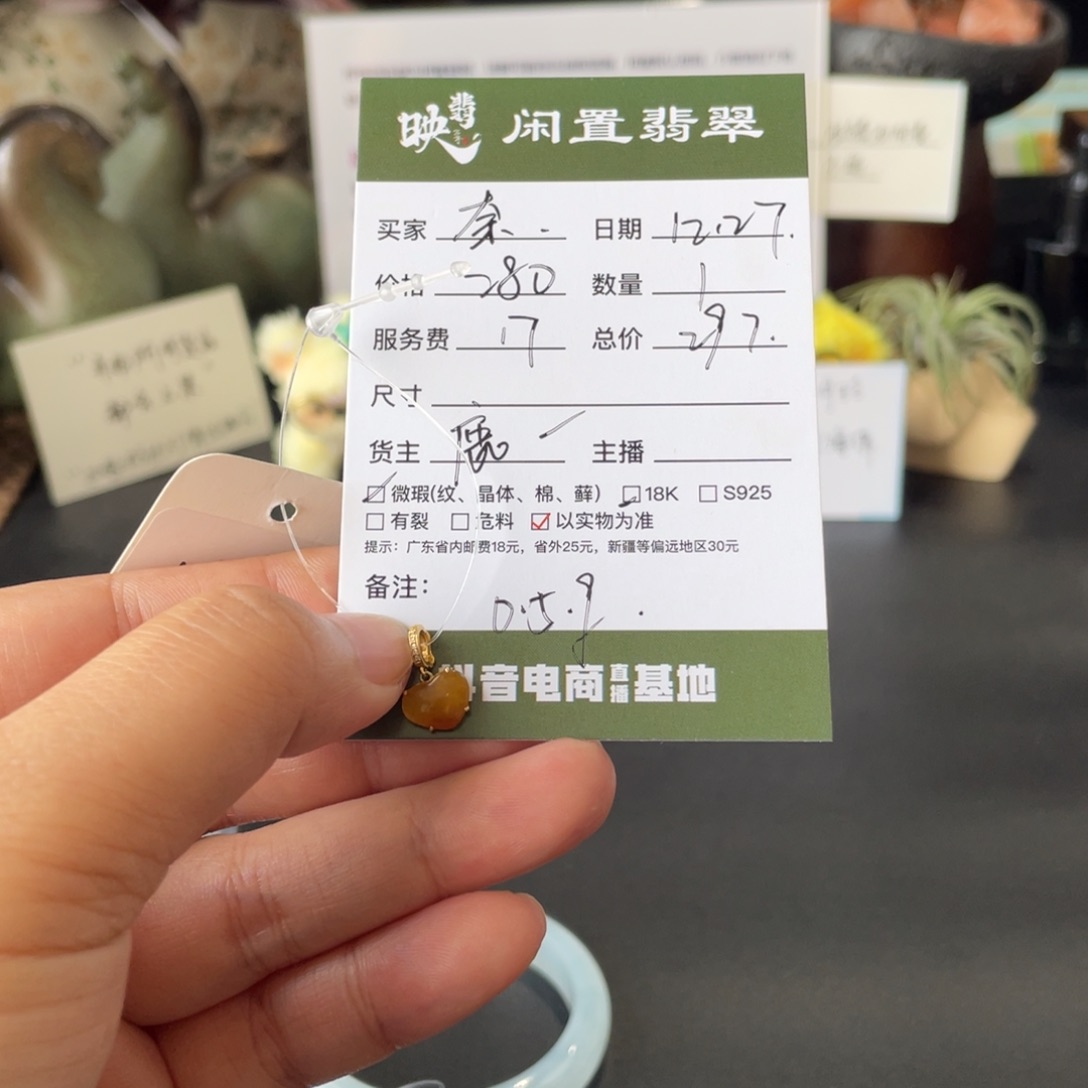 映翡 闲置翡翠
买家 奈.. 日期 12.27.
价格 280 数量 1
服务费 17 总价 297.
尺寸
货主 主播
微瑕(纹、晶体、棉、藓) 18K S925
有裂 危料 以实物为准
提示：广东省内邮费18元，省外25元，新疆等偏远地区30元
备注： 0.5g.
抖音电商直播基地